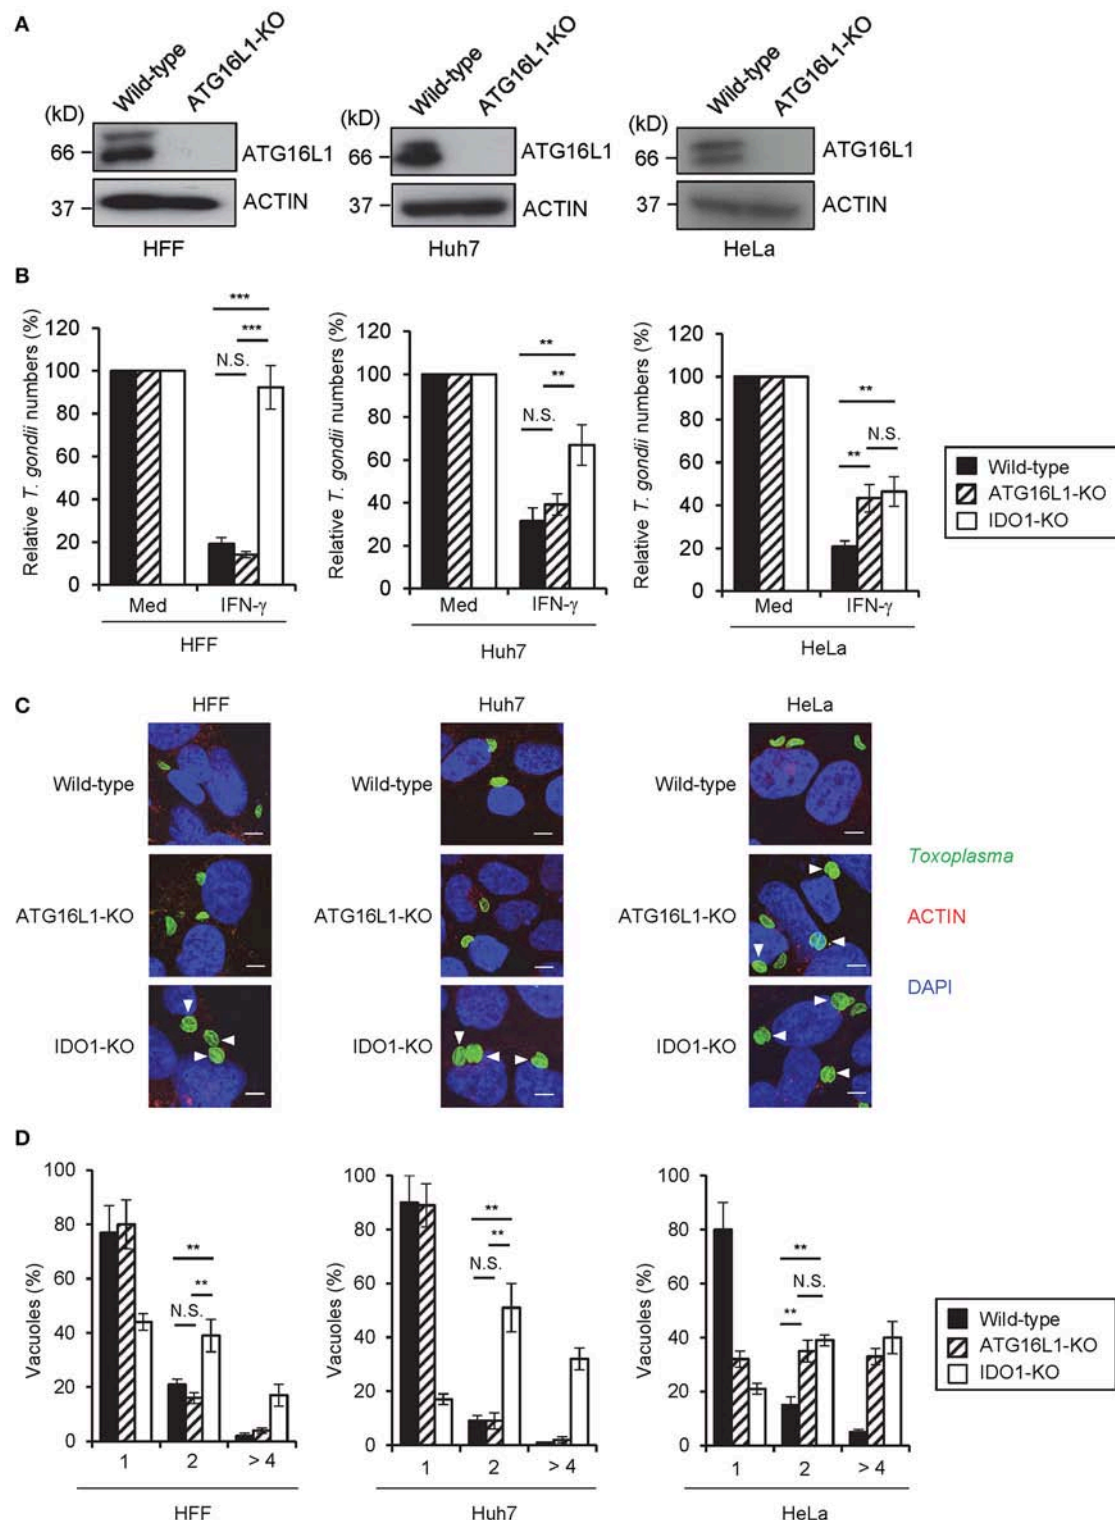 A
Wild-type
ATG16L1-KO
(kD)
66
ATG16L1
37
ACTIN
HFF
Wild-type
ATG16L1-KO
(kD)
66
ATG16L1
37
ACTIN
Huh7
Wild-type
ATG16L1-KO
(kD)
66
ATG16L1
37
ACTIN
HeLa
B
Relative T. gondii numbers (%)
120
100
80
60
40
20
0
***
***
N.S.
Med
IFN-γ
HFF
Relative T. gondii numbers (%)
120
100
80
60
40
20
0
**
**
N.S.
Med
IFN-γ
Huh7
Relative T. gondii numbers (%)
120
100
80
60
40
20
0
**
N.S.
**
Med
IFN-γ
HeLa
Wild-type
ATG16L1-KO
IDO1-KO
C
HFF
Huh7
HeLa
Wild-type
Wild-type
Wild-type
ATG16L1-KO
ATG16L1-KO
ATG16L1-KO
IDO1-KO
IDO1-KO
IDO1-KO
Toxoplasma
ACTIN
DAPI
D
Vacuoles (%)
100
80
60
40
20
0
**
**
N.S.
1
2
> 4
HFF
Vacuoles (%)
100
80
60
40
20
0
**
**
N.S.
1
2
> 4
Huh7
Vacuoles (%)
100
80
60
40
20
0
**
N.S.
**
1
2
> 4
HeLa
Wild-type
ATG16L1-KO
IDO1-KO